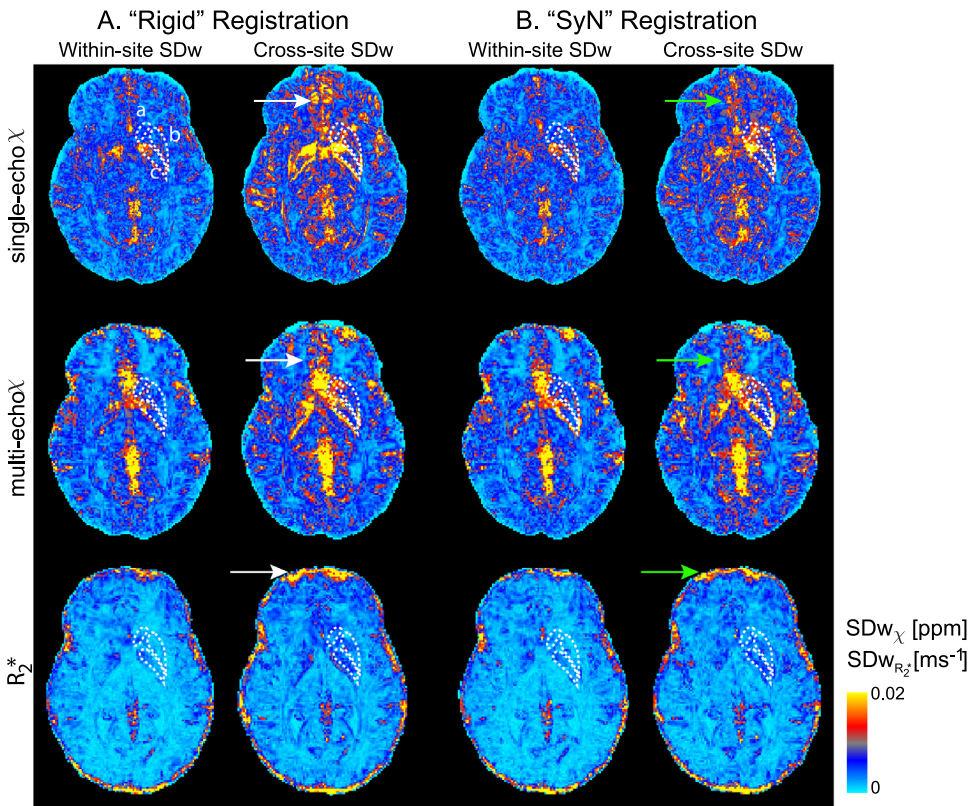 A. “Rigid” Registration
B. “SyN” Registration
Within-site SDw
Cross-site SDw
Within-site SDw
Cross-site SDw
single-echo χ
a
b
c
multi-echo χ
R₂*
SDwχ [ppm]
SDw_R₂* [ms⁻¹]
0.02
0